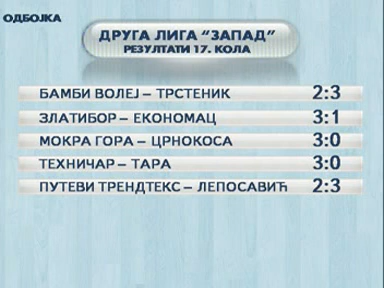 ОДБОЈКА
ДРУГА ЛИГА "ЗАПАД"
РЕЗУЛТАТИ 17. КОЛА
БАМБИ ВОЛЕЈ – ТРСТЕНИК 2:3
ЗЛАТИБОР – ЕКОНОМАЦ 3:1
МОКРА ГОРА – ЦРНОКОСА 3:0
ТЕХНИЧАР – ТАРА 3:0
ПУТЕВИ ТРЕНДТЕКС – ЛЕПОСАВИЋ 2:3